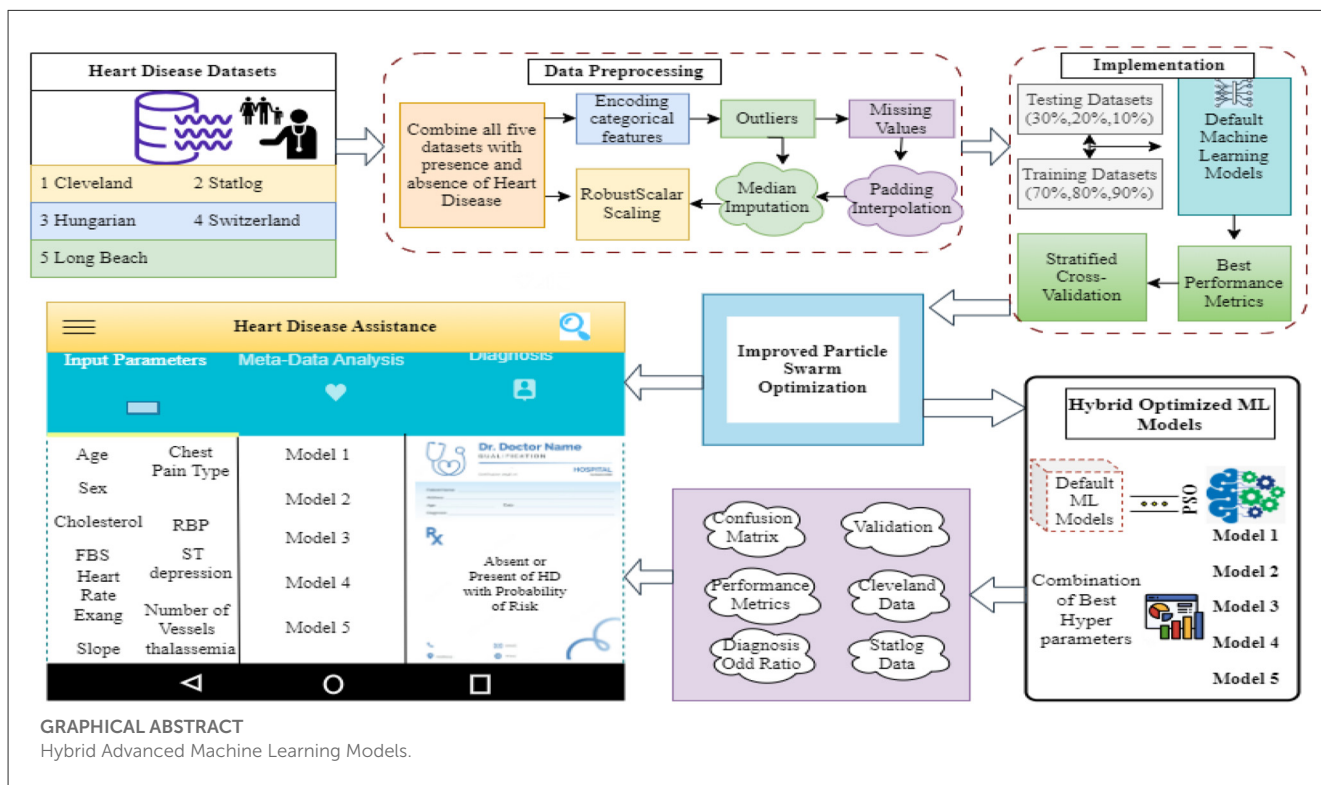 Heart Disease Datasets
1 Cleveland 2 Statlog
3 Hungarian 4 Switzerland
5 Long Beach
Data Preprocessing
Combine all five
datasets with
presence and
absence of Heart
Disease
Encoding
categorical
features
Outliers
Missing
Values
RobustScalar
Scaling
Median
Imputation
Padding
Interpolation
Implementation
Testing Datasets
(30%,20%,10%)
Training Datasets
(70%,80%,90%)
Default
Machine
Learning
Models
Stratified
Cross-
Validation
Best
Performance
Metrics
Improved Particle
Swarm
Optimization
Heart Disease Assistance
Input Parameters
Meta-Data Analysis
Diagnosis
Age
Sex
Cholesterol
FBS
Heart
Rate
Exang
Slope
Chest
Pain Type
RBP
ST
depression
Number of
Vessels
thalassemia
Model 1
Model 2
Model 3
Model 4
Model 5
Dr. Doctor Name
QUALIFICATION
HOSPITAL
Rx
Absent or
Present of HD
with Probability
of Risk
Confusion
Matrix
Validation
Performance
Metrics
Cleveland
Data
Diagnosis
Odd Ratio
Statlog
Data
Hybrid Optimized ML
Models
Default
ML
Models
PSO
Combination
of Best
Hyper
parameters
Model 1
Model 2
Model 3
Model 4
Model 5
GRAPHICAL ABSTRACT
Hybrid Advanced Machine Learning Models.